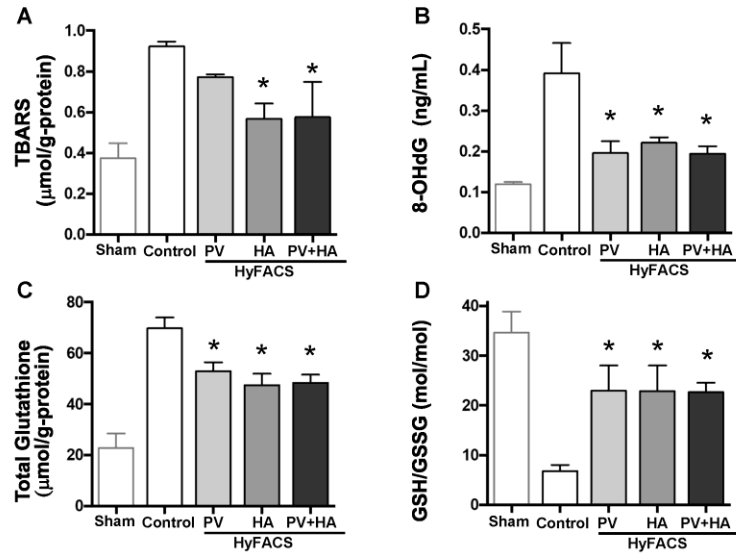 A
TBARS
(μmol/g-protein)
1.0
0.8
0.6
0.4
0.2
0.0
*
*
Sham Control PV HA PV+HA
HyFACS
B
8-OHdG (ng/mL)
0.5
0.4
0.3
0.2
0.1
0.0
*
*
*
Sham Control PV HA PV+HA
HyFACS
C
Total Glutathione
(μmol/g-protein)
80
60
40
20
0
*
*
*
Sham Control PV HA PV+HA
HyFACS
D
GSH/GSSG (mol/mol)
40
30
20
10
0
*
*
*
Sham Control PV HA PV+HA
HyFACS